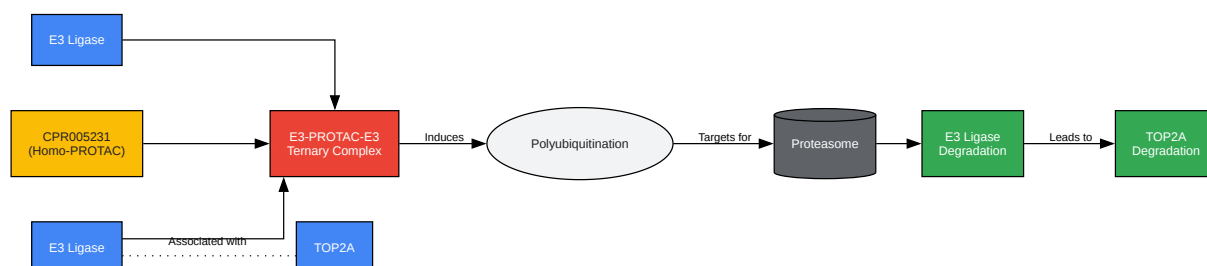 E3 Ligase
CPR005231
(Homo-PROTAC)
E3-PROTAC-E3
Ternary Complex
Induces
Polyubiquitination
Targets for
Proteasome
E3 Ligase
Degradation
Leads to
TOP2A
Degradation
E3 Ligase
Associated with
TOP2A